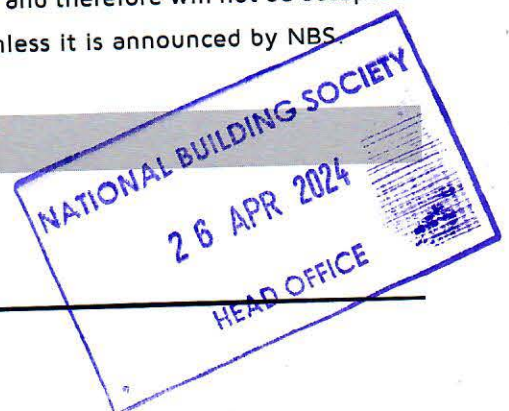 and therefore will not be
nless it is announced by NBS.
NATIONAL BUILDING SOCIETY
26 APR 2024
HEAD OFFICE